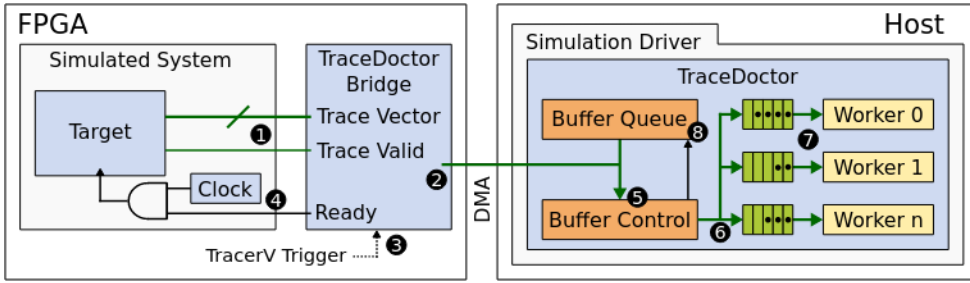 FPGA
Simulated System
Target
Clock
TraceDoctor
Bridge
Trace Vector
Trace Valid
Ready
TracerV Trigger
1
2
3
4
DMA
Host
Simulation Driver
TraceDoctor
Buffer Queue
Buffer Control
5
6
7
8
Worker 0
Worker 1
Worker n